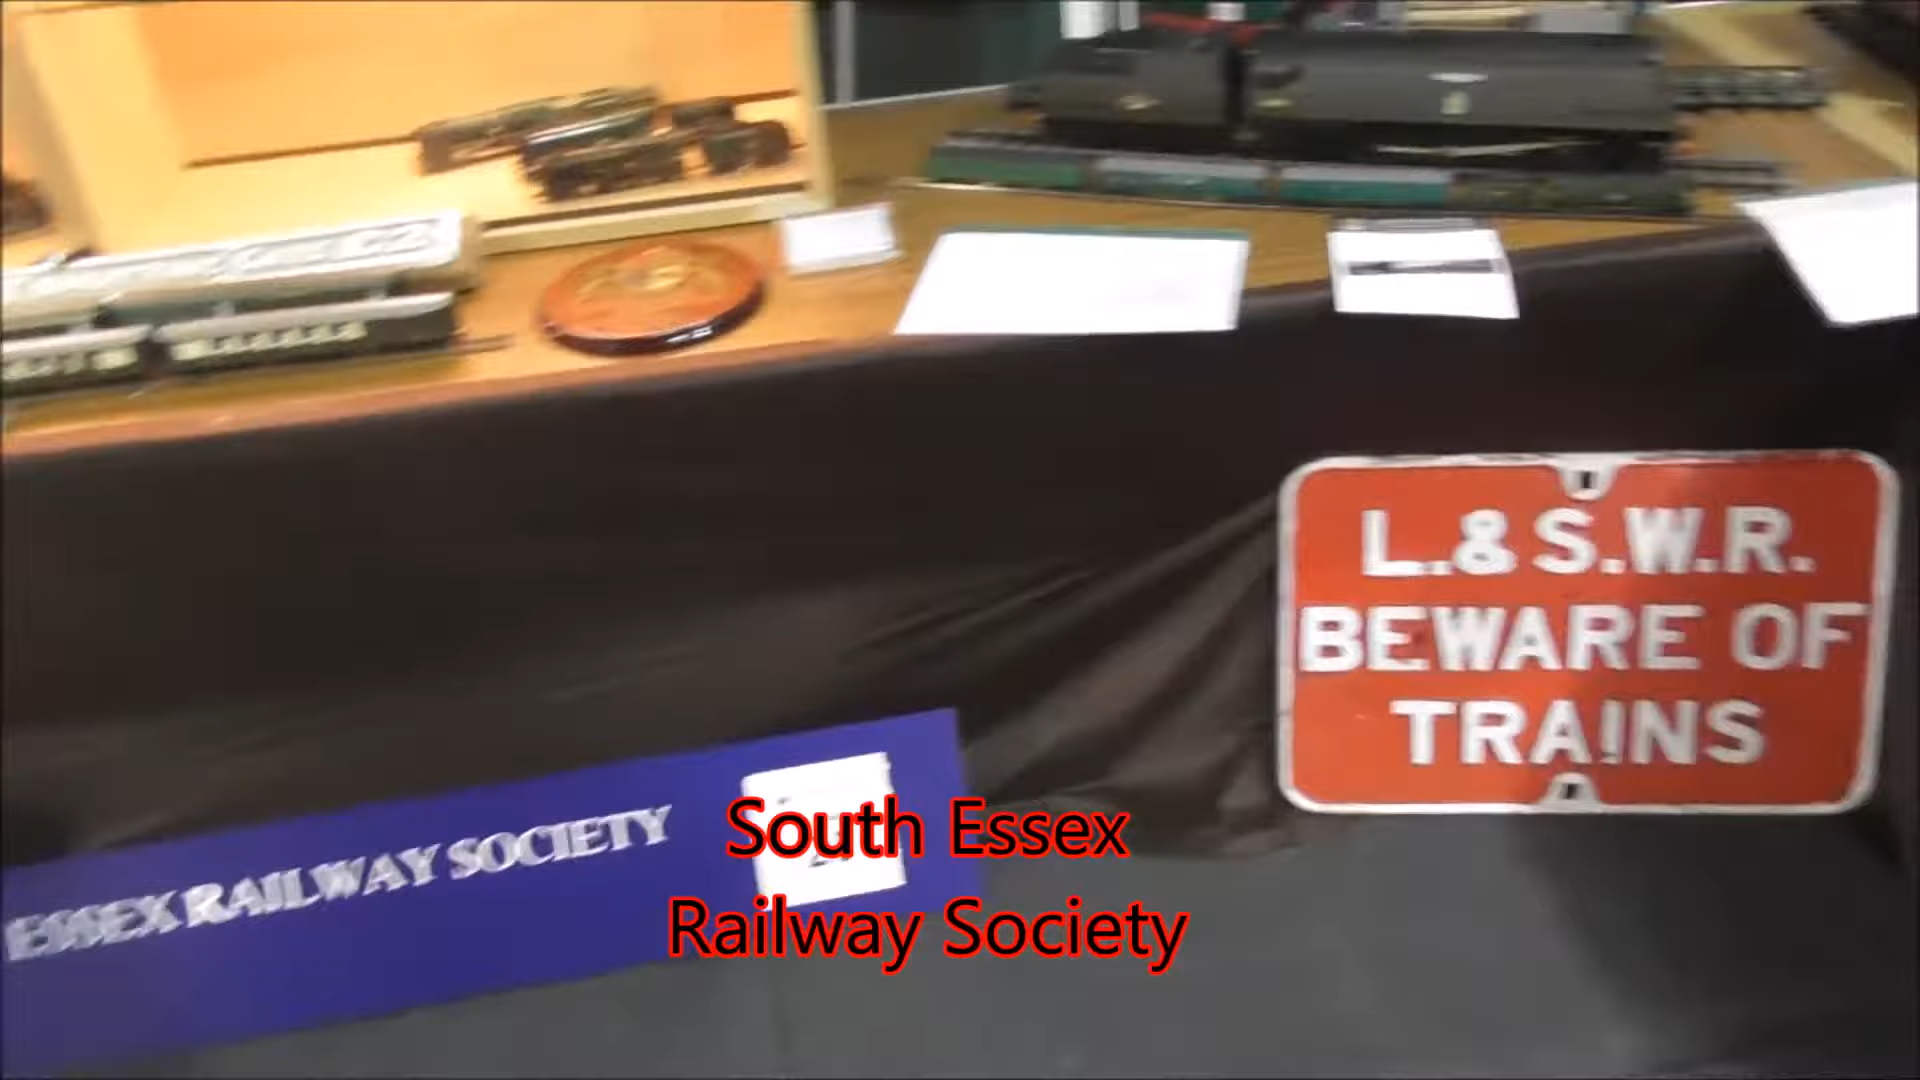 L.&S.W.R.
BEWARE OF
TRAINS
ESSEX RAILWAY SOCIETY
South Essex
Railway Society